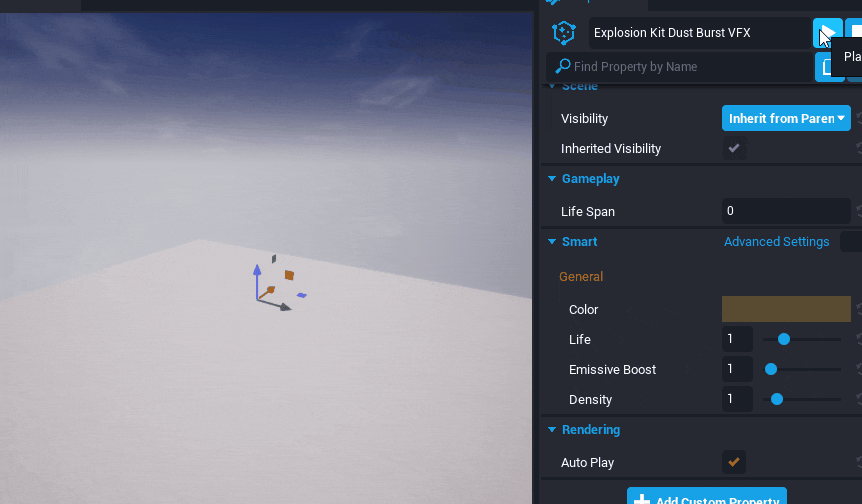 Explosion Kit Dust Burst VFX
Pla
Find Property by Name
Scene
Visibility
Inherit from Paren
Inherited Visibility
Gameplay
Life Span
0
Smart
Advanced Settings
General
Color
Life
1
Emissive Boost
1
Density
1
Rendering
Auto Play
Add Custom Property